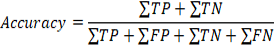 Accuracy = (∑TP + ∑TN) / (∑TP + ∑FP + ∑TN + ∑FN)